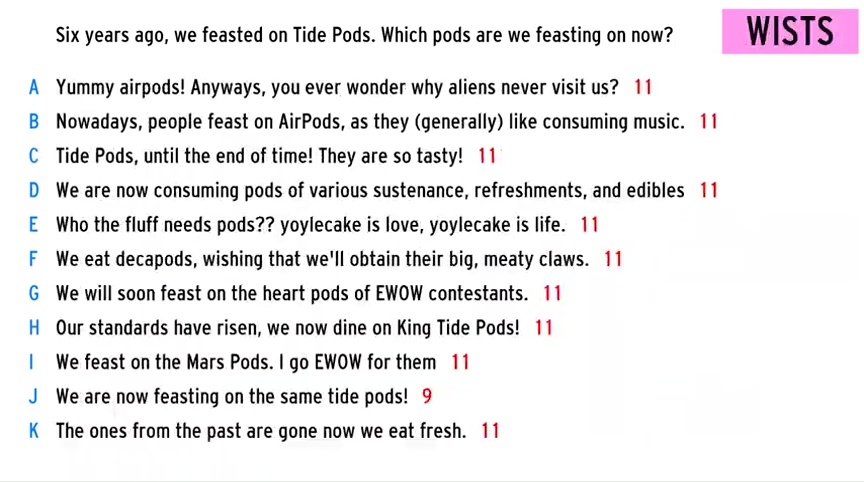 Six years ago, we feasted on Tide Pods. Which pods are we feasting on now?
WISTS
A Yummy airpods! Anyways, you ever wonder why aliens never visit us? 11
B Nowadays, people feast on AirPods, as they (generally) like consuming music. 11
C Tide Pods, until the end of time! They are so tasty! 11
D We are now consuming pods of various sustenance, refreshments, and edibles 11
E Who the fluff needs pods?? yoylecake is love, yoylecake is life. 11
F We eat decapods, wishing that we'll obtain their big, meaty claws. 11
G We will soon feast on the heart pods of EWOW contestants. 11
H Our standards have risen, we now dine on King Tide Pods! 11
I We feast on the Mars Pods. I go EWOW for them 11
J We are now feasting on the same tide pods! 9
K The ones from the past are gone now we eat fresh. 11